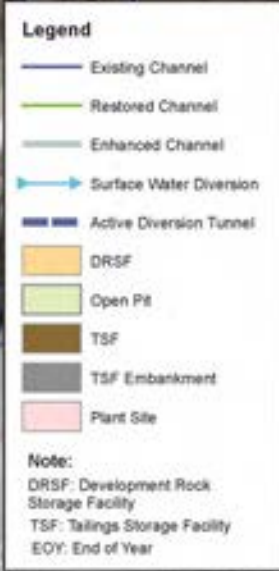 Legend
Existing Channel
Restored Channel
Enhanced Channel
Surface Water Diversion
Active Diversion Tunnel
DRSF
Open Pit
TSF
TSF Embankment
Plant Site
Note:
DRSF: Development Rock
Storage Facility
TSF: Tailings Storage Facility
EOY: End of Year